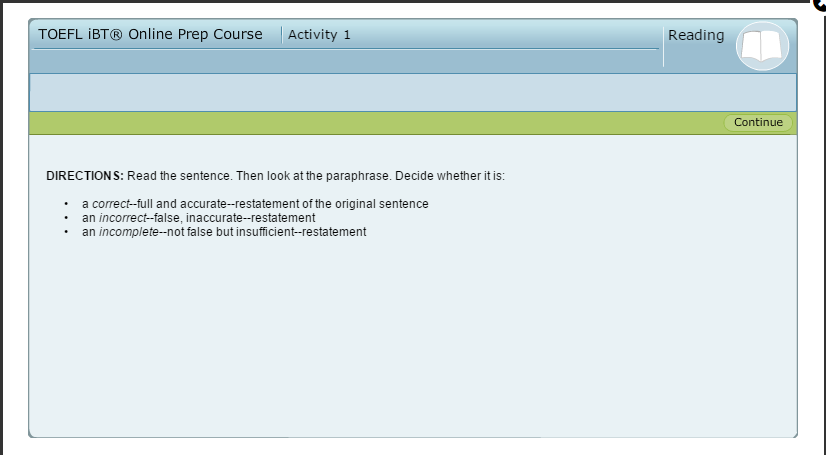 TOEFL iBT® Online Prep Course Activity 1 Reading
Continue
DIRECTIONS: Read the sentence. Then look at the paraphrase. Decide whether it is:
• a correct--full and accurate--restatement of the original sentence
• an incorrect--false, inaccurate--restatement
• an incomplete--not false but insufficient--restatement